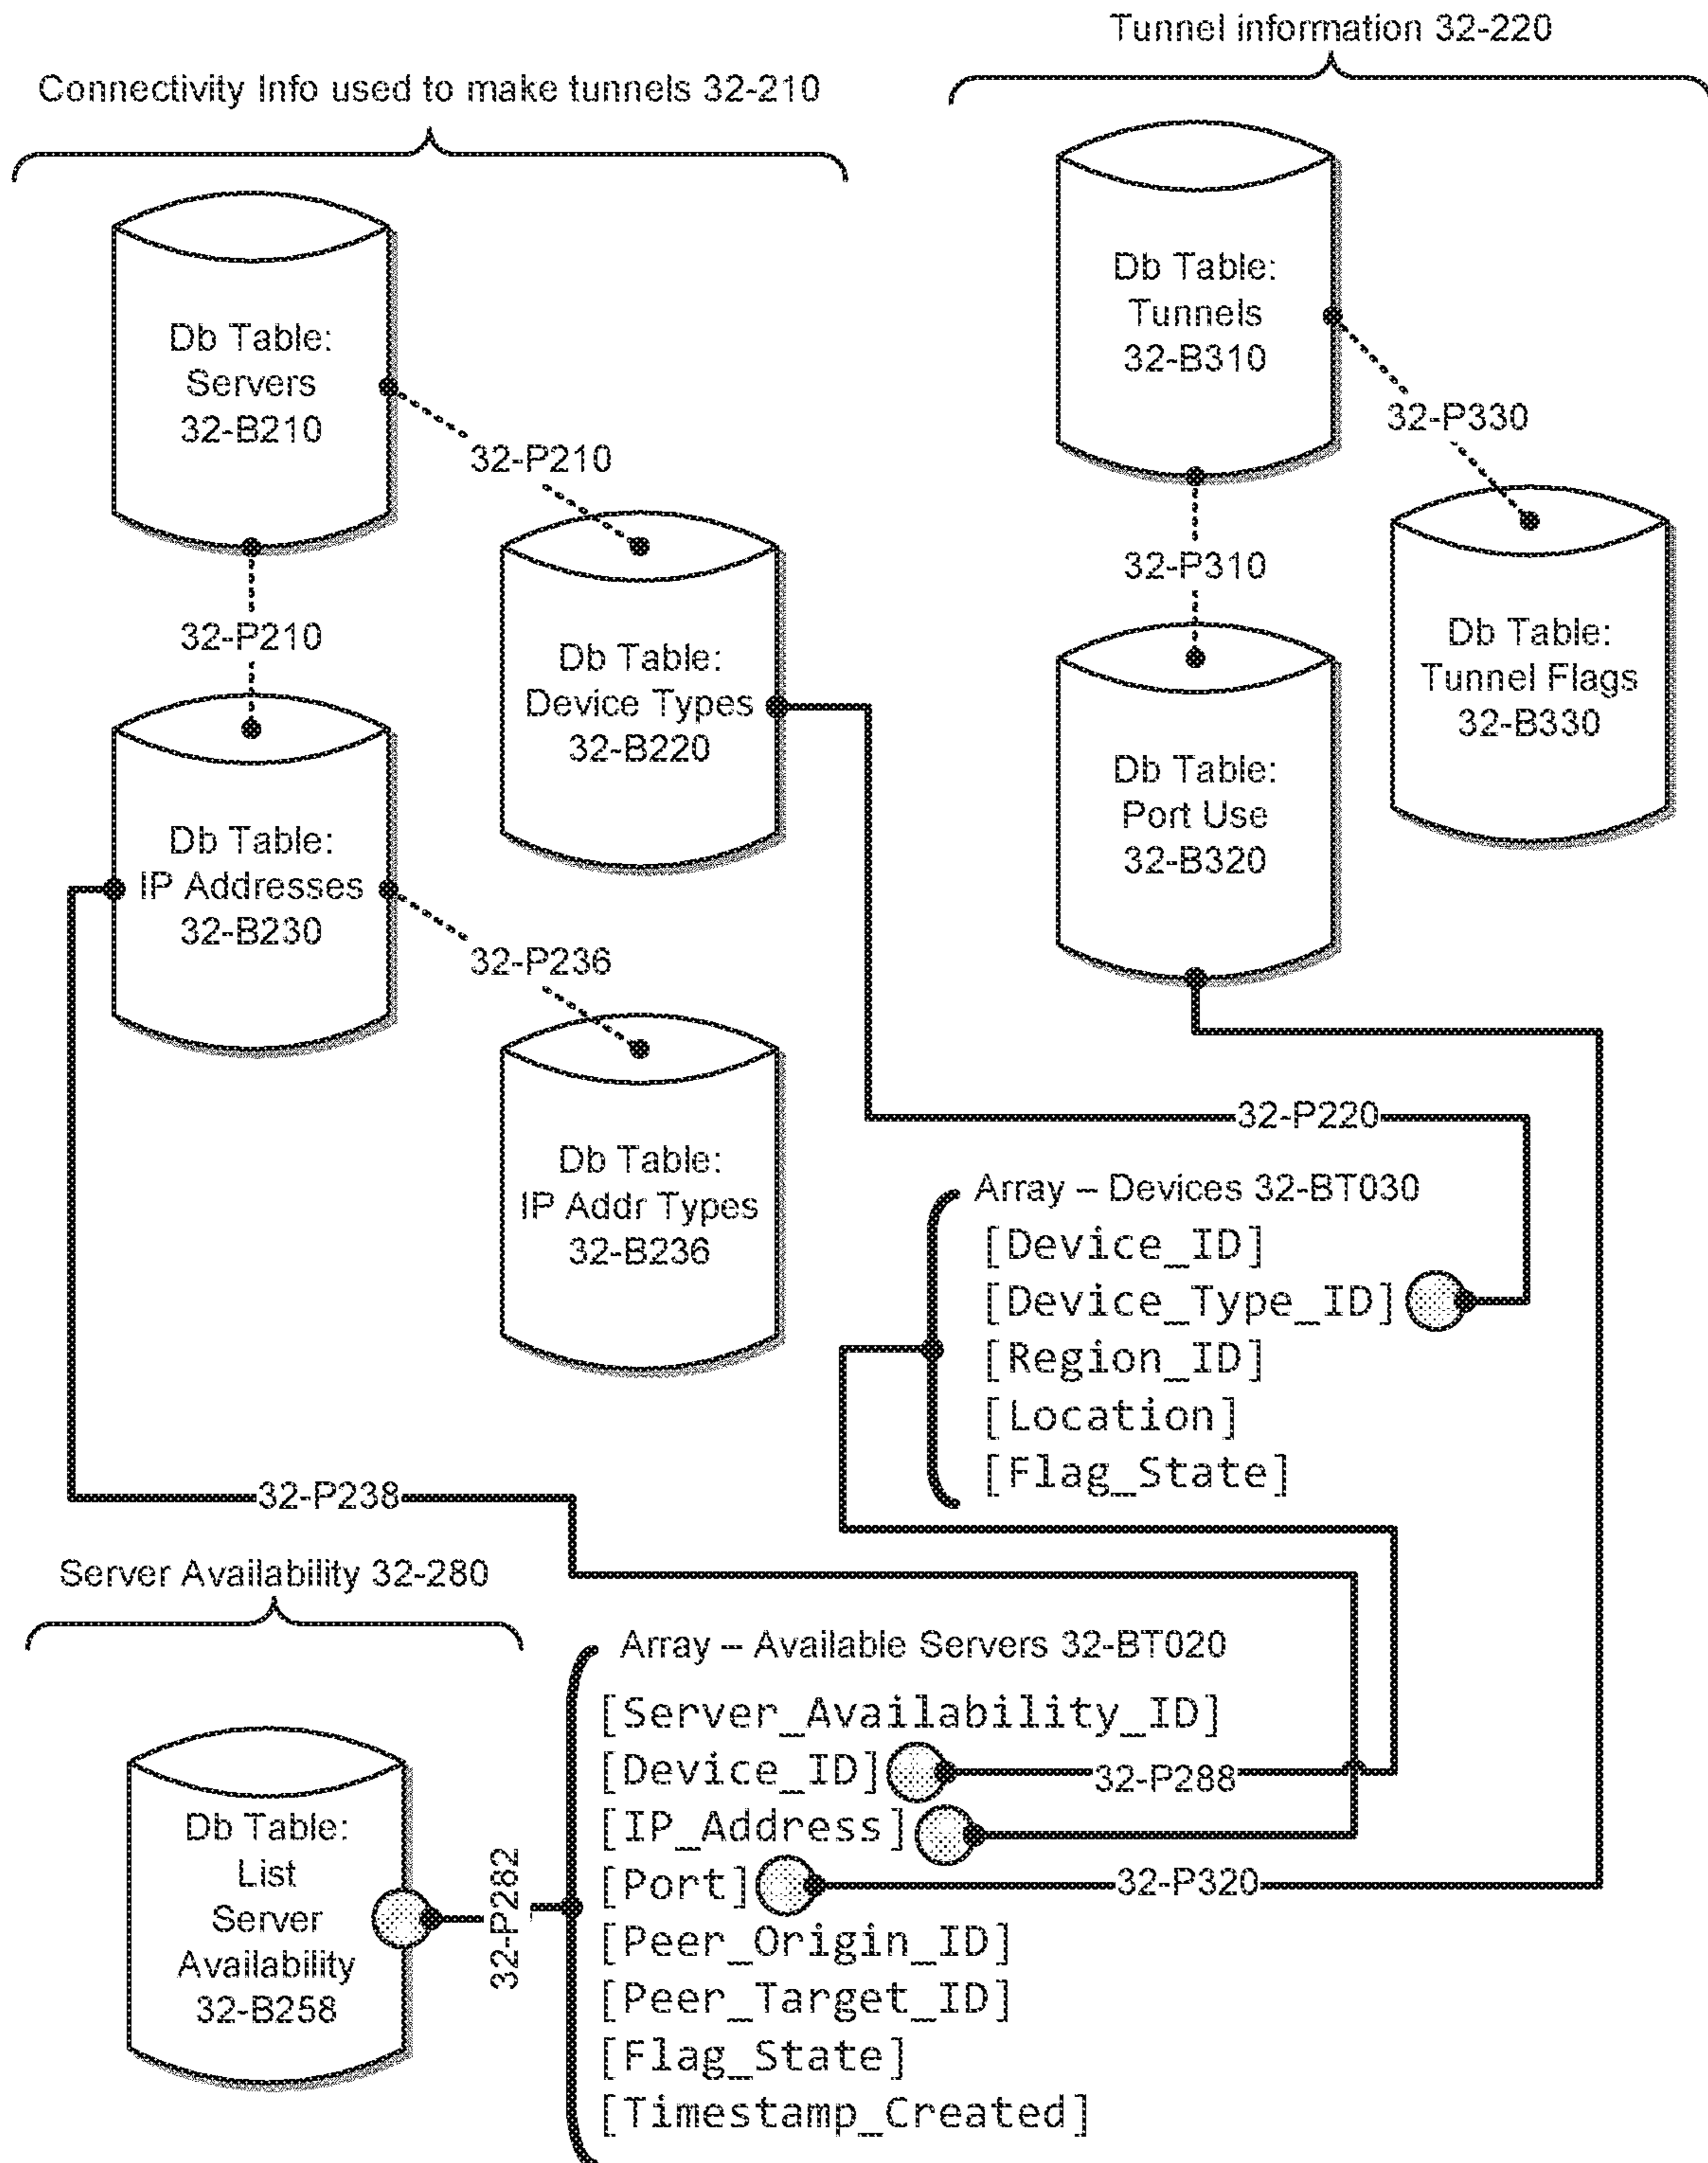 Tunnel information 32-220
Connectivity Info used to make tunnels 32-210
Db Table:
Servers
32-B210
32-P210
32-P210
Db Table:
Device Types
32-B220
Db Table:
IP Addresses
32-B230
32-P236
Db Table:
IP Addr Types
32-B236
Db Table:
Tunnels
32-B310
32-P330
32-P310
Db Table:
Tunnel Flags
32-B330
Db Table:
Port Use
32-B320
32-P220
Array – Devices 32-BT030
[Device_ID]
[Device_Type_ID]
[Region_ID]
[Location]
[Flag_State]
32-P238
Server Availability 32-280
Db Table:
List
Server
Availability
32-B258
32-P282
Array – Available Servers 32-BT020
[Server_Availability_ID]
[Device_ID]
32-P288
[IP_Address]
[Port]
32-P320
[Peer_Origin_ID]
[Peer_Target_ID]
[Flag_State]
[Timestamp_Created]